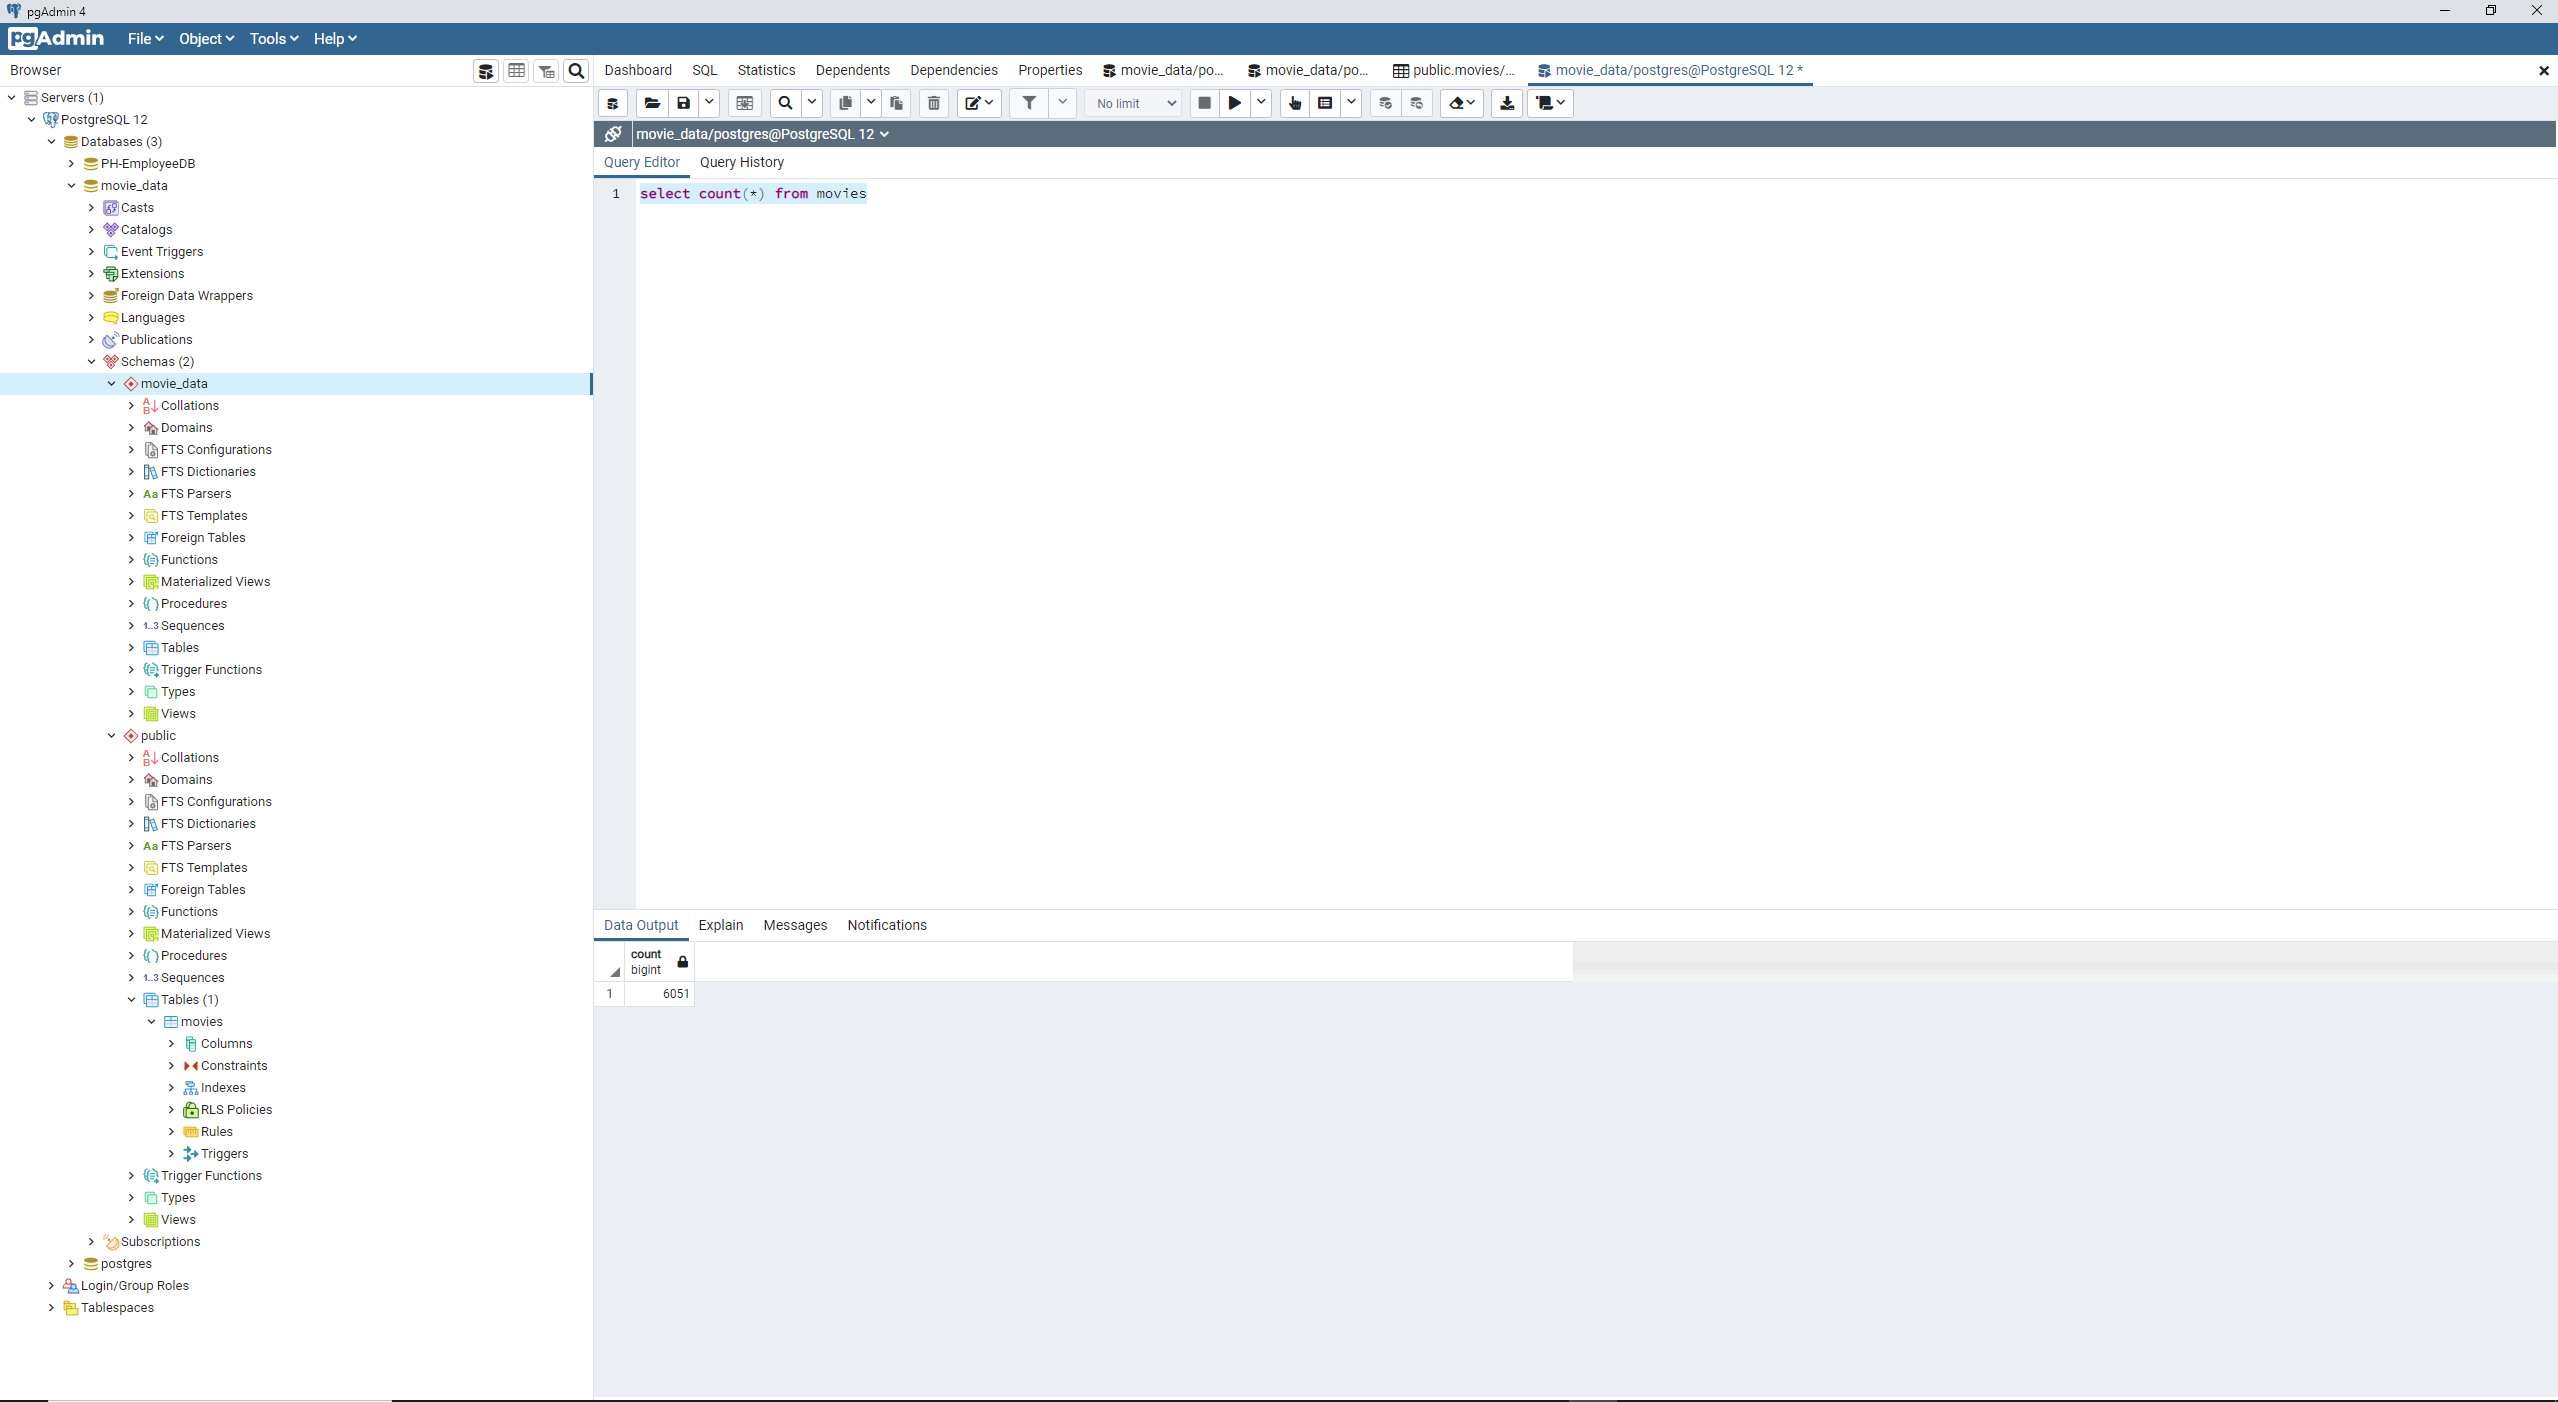 pgAdmin 4
pgAdmin File Object Tools Help
Browser
Servers (1)
PostgreSQL 12
Databases (3)
PH-EmployeeDB
movie_data
Casts
Catalogs
Event Triggers
Extensions
Foreign Data Wrappers
Languages
Publications
Schemas (2)
movie_data
Collations
Domains
FTS Configurations
FTS Dictionaries
Aa FTS Parsers
FTS Templates
Foreign Tables
Functions
Materialized Views
Procedures
1..3 Sequences
Tables
Trigger Functions
Types
Views
public
Collations
Domains
FTS Configurations
FTS Dictionaries
Aa FTS Parsers
FTS Templates
Foreign Tables
Functions
Materialized Views
Procedures
1..3 Sequences
Tables (1)
movies
Columns
Constraints
Indexes
RLS Policies
Rules
Triggers
Trigger Functions
Types
Views
Subscriptions
postgres
Login/Group Roles
Tablespaces
Dashboard SQL Statistics Dependents Dependencies Properties movie_data/po... movie_data/po... public.movies/... movie_data/postgres@PostgreSQL 12 *
No limit
movie_data/postgres@PostgreSQL 12
Query Editor Query History
1 select count(*) from movies
Data Output Explain Messages Notifications
count
bigint
1 6051